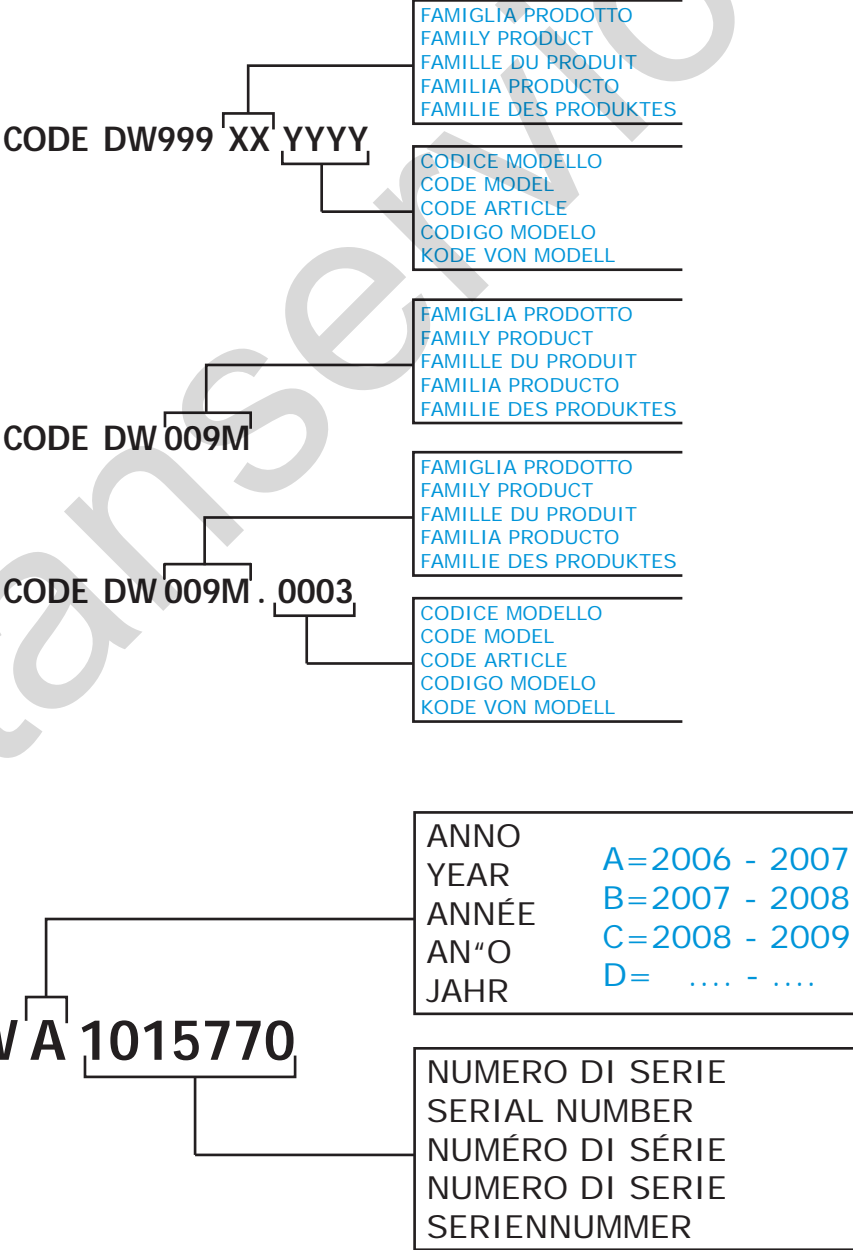 FAMIGLIA PRODOTTO
FAMILY PRODUCT
FAMILLE DU PRODUIT
FAMILIA PRODUCTO
FAMILIE DES PRODUKTES
CODE DW999 XX YYYY
CODICE MODELLO
CODE MODEL
CODE ARTICLE
CODIGO MODELO
KODE VON MODELL
FAMIGLIA PRODOTTO
FAMILY PRODUCT
FAMILLE DU PRODUIT
FAMILIA PRODUCTO
FAMILIE DES PRODUKTES
CODE DW 009M
FAMIGLIA PRODOTTO
FAMILY PRODUCT
FAMILLE DU PRODUIT
FAMILIA PRODUCTO
FAMILIE DES PRODUKTES
CODE DW 009M . 0003
CODICE MODELLO
CODE MODEL
CODE ARTICLE
CODIGO MODELO
KODE VON MODELL
ANNO
YEAR
ANNÉE
AN“O
JAHR
A=2006 - 2007
B=2007 - 2008
C=2008 - 2009
D= .... - ....
A 1015770
NUMERO DI SERIE
SERIAL NUMBER
NUMÉRO DI SÉRIE
NUMERO DI SERIE
SERIENNUMMER